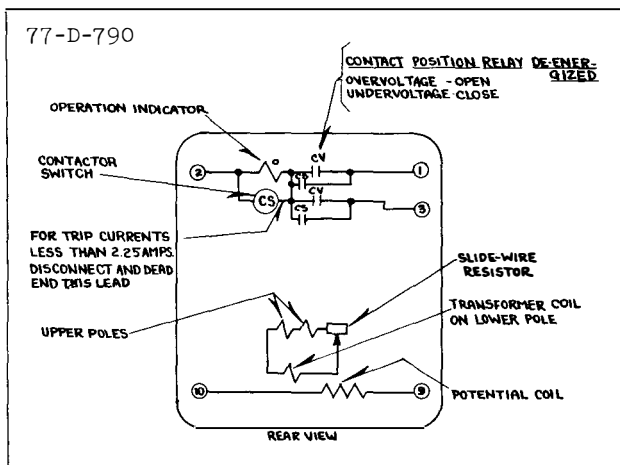 77-D-790
CONTACT POSITION RELAY DE-ENER-
GIZED
OVERVOLTAGE - OPEN
UNDERVOLTAGE-CLOSE
OPERATION INDICATOR
CONTACTOR
SWITCH
O
CV
2
1
CS
CS
CV
CS
3
FOR TRIP CURRENTS
LESS THAN 2.25 AMPS.
DISCONNECT AND DEAD
END THIS LEAD
SLIDE-WIRE
RESISTOR
TRANSFORMER COIL
ON LOWER POLE
UPPER POLES
10
9
POTENTIAL COIL
REAR VIEW